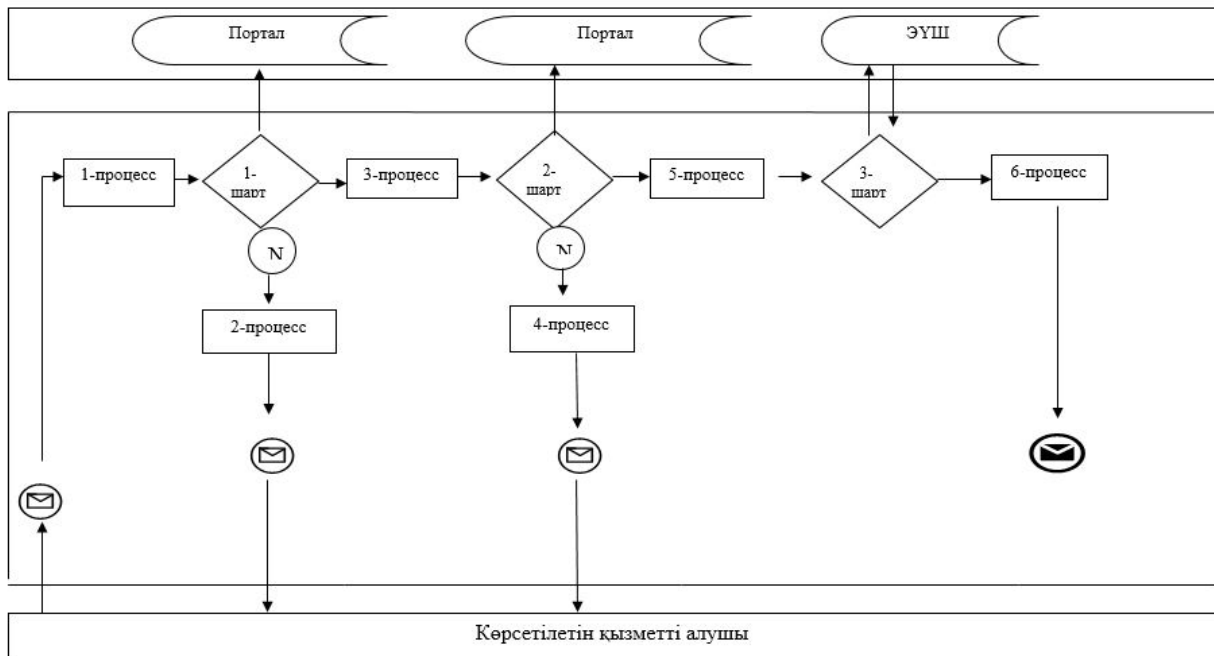 Портал
Портал
ЭҮШ
1-процесс
1-
шарт
3-процесс
2-
шарт
5-процесс
3-
шарт
6-процесс
N
N
2-процесс
4-процесс
Көрсетілетін қызметті алушы